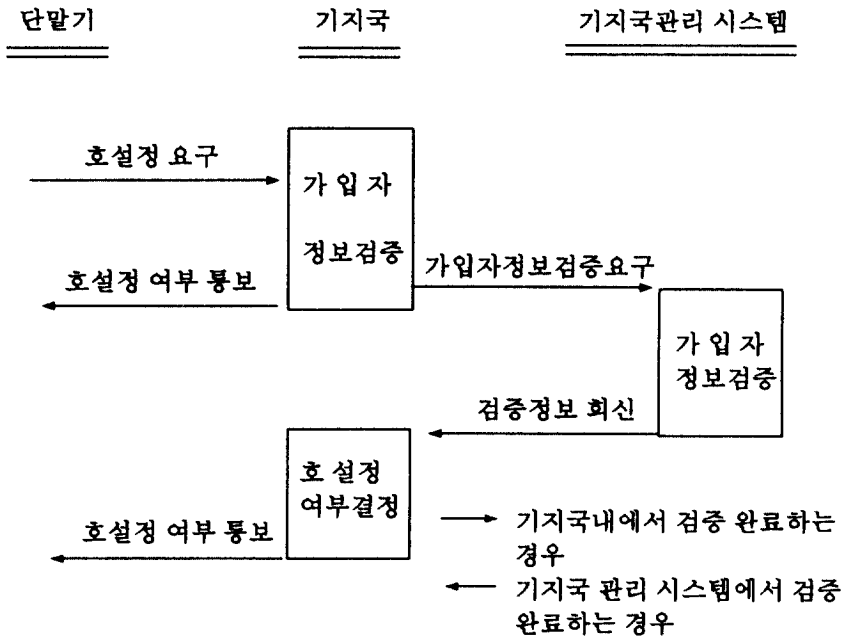 단말기
기지국
기지국관리 시스템
호설정 요구
가 입 자
정보검증
호설정 여부 통보
가입자정보검증요구
가 입 자
정보검증
검증정보 회신
호 설정
여부결정
호설정 여부 통보
기지국내에서 검증 완료하는
경우
기지국 관리 시스템에서 검증
완료하는 경우